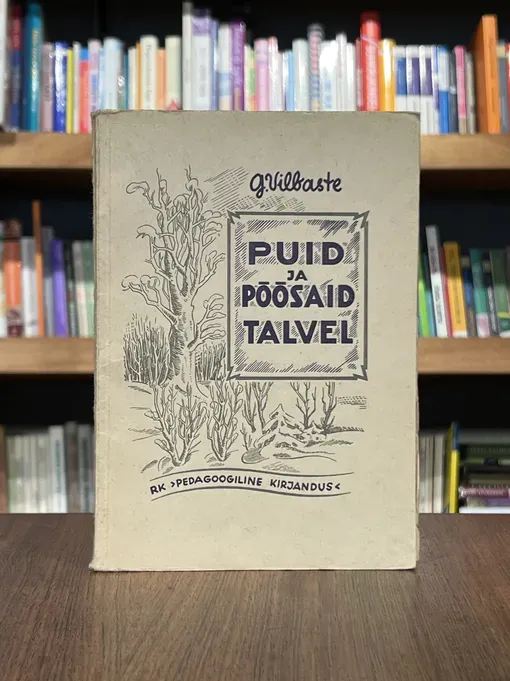 G. Vilbaste
PUID
JA
PÕÕSAID
TALVEL
RK >PEDAGOOGILINE KIRJANDUS<